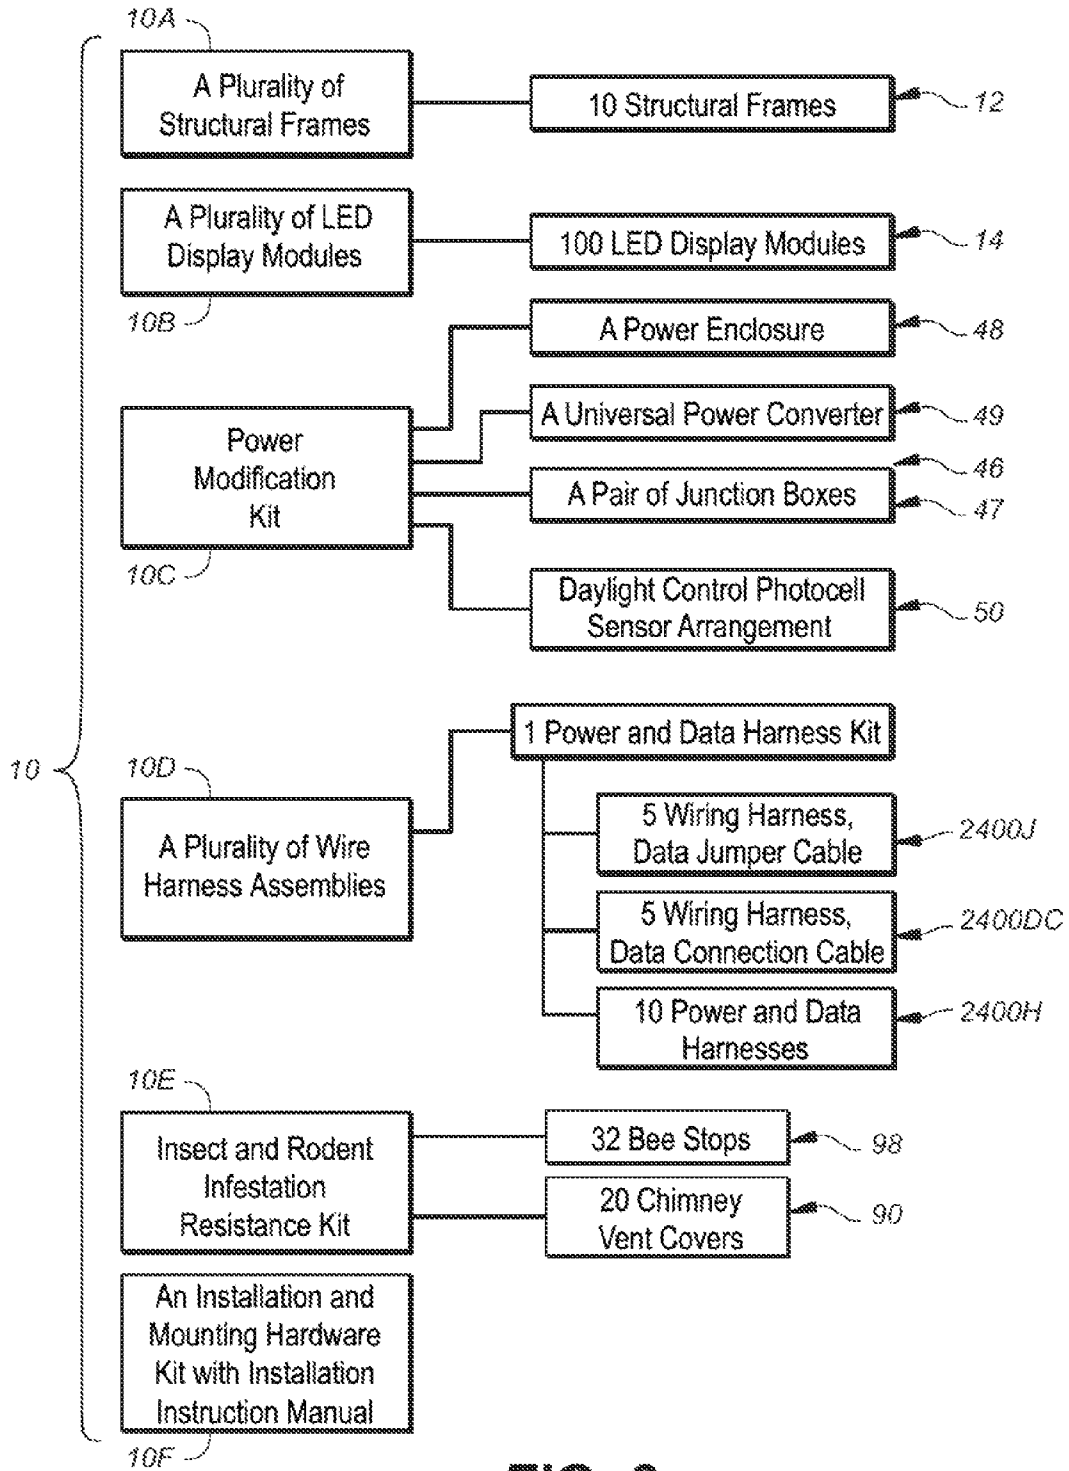 10A
A Plurality of
Structural Frames
10 Structural Frames
12
A Plurality of LED
Display Modules
100 LED Display Modules
14
10B
A Power Enclosure
48
Power
Modification
Kit
A Universal Power Converter
49
46
A Pair of Junction Boxes
47
10C
Daylight Control Photocell
Sensor Arrangement
50
1 Power and Data Harness Kit
10
10D
A Plurality of Wire
Harness Assemblies
5 Wiring Harness,
Data Jumper Cable
2400J
5 Wiring Harness,
Data Connection Cable
2400DC
10 Power and Data
Harnesses
2400H
10E
Insect and Rodent
Infestation
Resistance Kit
32 Bee Stops
98
20 Chimney
Vent Covers
90
An Installation and
Mounting Hardware
Kit with Installation
Instruction Manual
10F